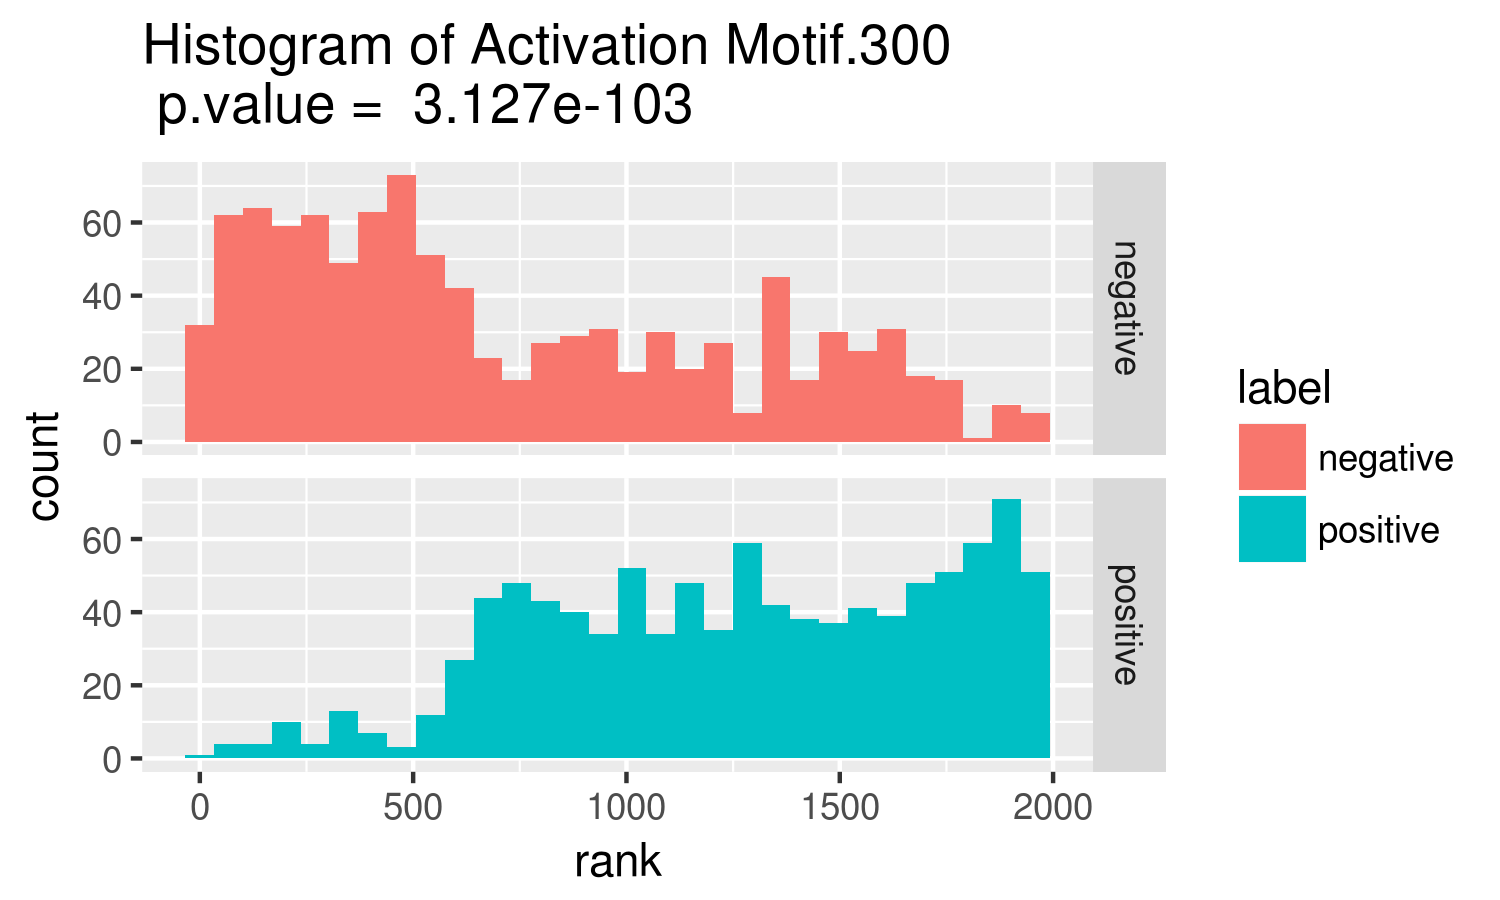 Histogram of Activation Motif.300
p.value = 3.127e-103
count
60
40
20
0
negative
60
40
20
0
positive
0 500 1000 1500 2000
rank
label
negative
positive